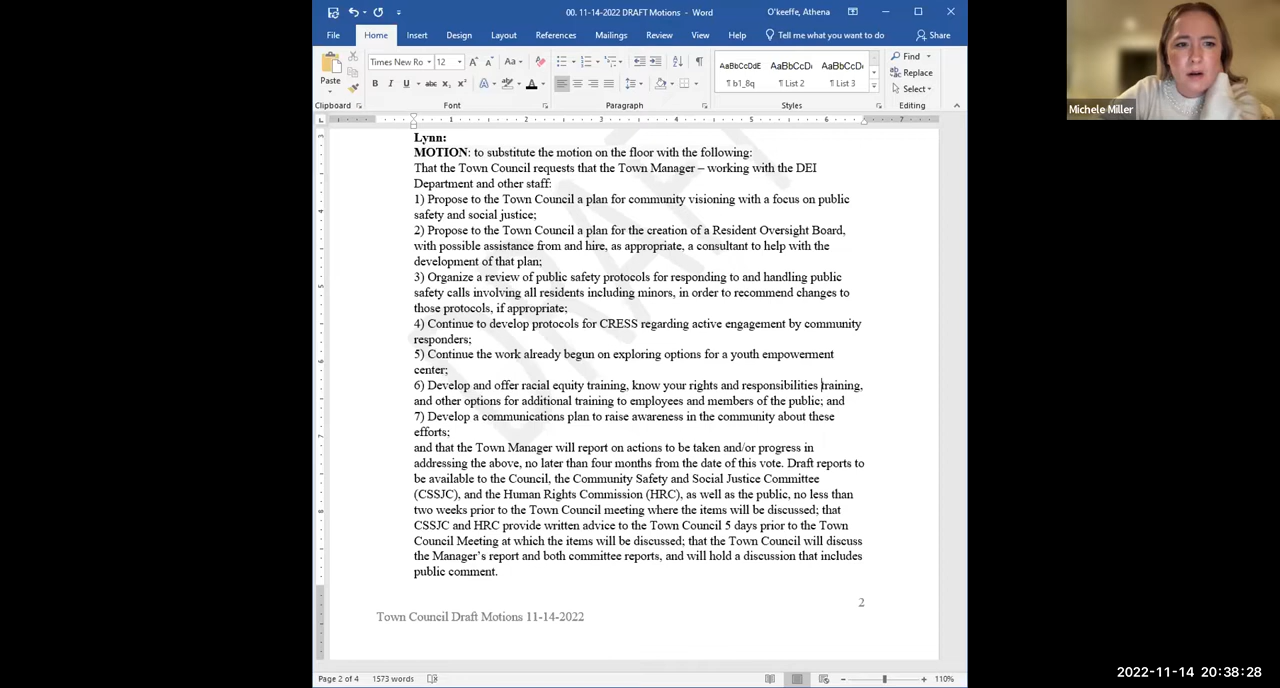 00. 11-14-2022 DRAFT Motions - Word
O'keeffe, Athena
File Home Insert Design Layout References Mailings Review View Help Tell me what you want to do Share
Paste
Times New Ro 12
AaBbCcDdE AaBbCcDd AaBbCcDd
¶ b1_8q ¶ List 2 ¶ List 3
Find
Replace
Select
Clipboard Font Paragraph Styles Editing
Michele Miller
DRAFT
Lynn:
MOTION: to substitute the motion on the floor with the following:
That the Town Council requests that the Town Manager – working with the DEI
Department and other staff:
1) Propose to the Town Council a plan for community visioning with a focus on public
safety and social justice;
2) Propose to the Town Council a plan for the creation of a Resident Oversight Board,
with possible assistance from and hire, as appropriate, a consultant to help with the
development of that plan;
3) Organize a review of public safety protocols for responding to and handling public
safety calls involving all residents including minors, in order to recommend changes to
those protocols, if appropriate;
4) Continue to develop protocols for CRESS regarding active engagement by community
responders;
5) Continue the work already begun on exploring options for a youth empowerment
center;
6) Develop and offer racial equity training, know your rights and responsibilities training,
and other options for additional training to employees and members of the public; and
7) Develop a communications plan to raise awareness in the community about these
efforts;
and that the Town Manager will report on actions to be taken and/or progress in
addressing the above, no later than four months from the date of this vote. Draft reports to
be available to the Council, the Community Safety and Social Justice Committee
(CSSJC), and the Human Rights Commission (HRC), as well as the public, no less than
two weeks prior to the Town Council meeting where the items will be discussed; that
CSSJC and HRC provide written advice to the Town Council 5 days prior to the Town
Council Meeting at which the items will be discussed; that the Town Council will discuss
the Manager's report and both committee reports, and will hold a discussion that includes
public comment.
2
Town Council Draft Motions 11-14-2022
Page 2 of 4 1573 words
110%
2022-11-14 20:38:28